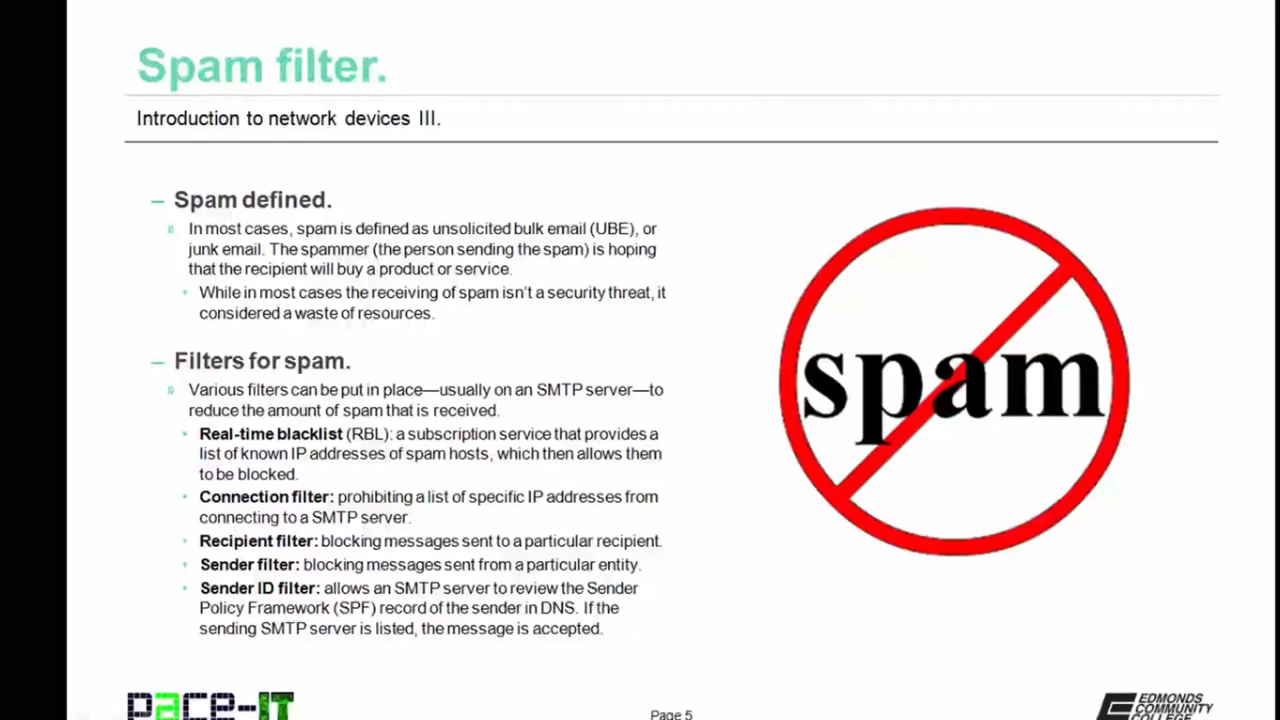 Spam filter.
Introduction to network devices III.
– Spam defined.
» In most cases, spam is defined as unsolicited bulk email (UBE), or
junk email. The spammer (the person sending the spam) is hoping
that the recipient will buy a product or service.
• While in most cases the receiving of spam isn't a security threat, it
considered a waste of resources.
– Filters for spam.
» Various filters can be put in place—usually on an SMTP server—to
reduce the amount of spam that is received.
• Real-time blacklist (RBL): a subscription service that provides a
list of known IP addresses of spam hosts, which then allows them
to be blocked.
• Connection filter: prohibiting a list of specific IP addresses from
connecting to a SMTP server.
• Recipient filter: blocking messages sent to a particular recipient.
• Sender filter: blocking messages sent from a particular entity.
• Sender ID filter: allows an SMTP server to review the Sender
Policy Framework (SPF) record of the sender in DNS. If the
sending SMTP server is listed, the message is accepted.
spam
pace-IT
Page 5
EDMONDS
COMMUNITY
COLLEGE